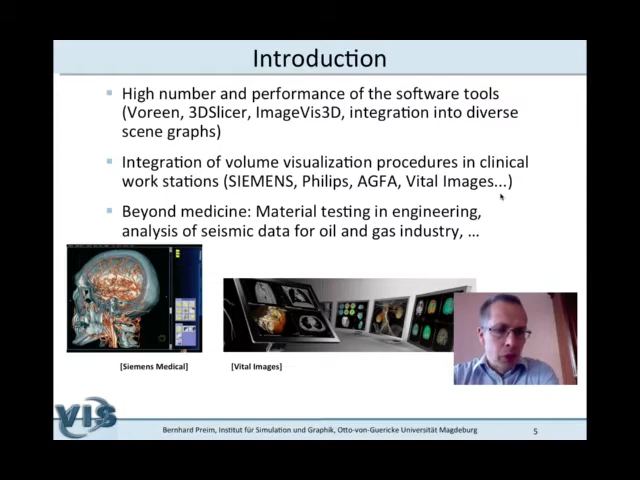 Introduction
High number and performance of the software tools
(Voreen, 3DSlicer, ImageVis3D, integration into diverse
scene graphs)
Integration of volume visualization procedures in clinical
work stations (SIEMENS, Philips, AGFA, Vital Images...)
Beyond medicine: Material testing in engineering,
analysis of seismic data for oil and gas industry, …
[Siemens Medical]
[Vital Images]
VIS
Bernhard Preim, Institut für Simulation und Graphik, Otto-von-Guericke Universität Magdeburg
5